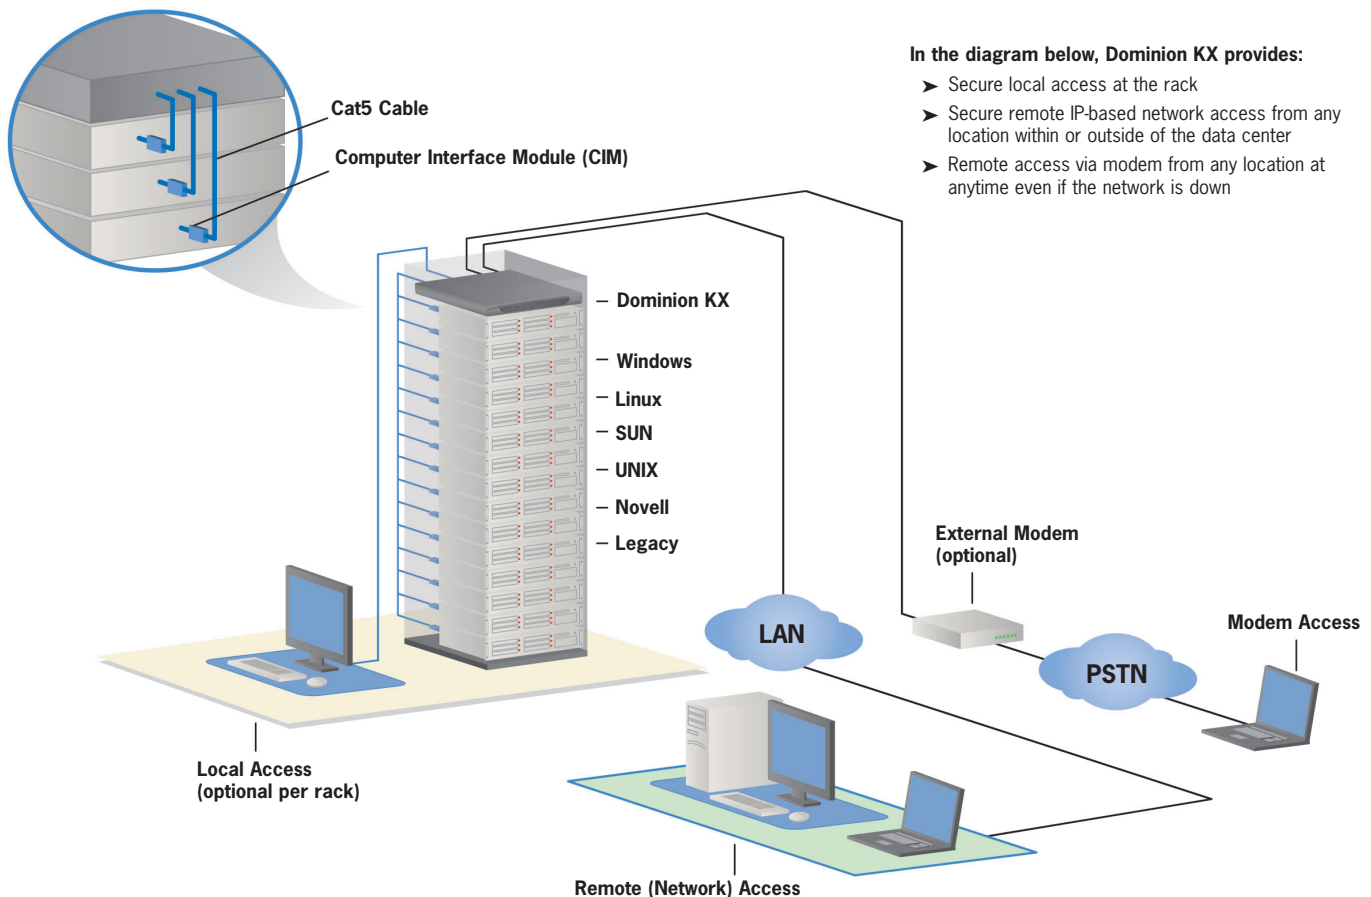 In the diagram below, Dominion KX provides:
➤ Secure local access at the rack
➤ Secure remote IP-based network access from any
location within or outside of the data center
➤ Remote access via modem from any location at
anytime even if the network is down
Cat5 Cable
Computer Interface Module (CIM)
Dominion KX
Windows
Linux
SUN
UNIX
Novell
Legacy
External Modem
(optional)
LAN
PSTN
Modem Access
Local Access
(optional per rack)
Remote (Network) Access